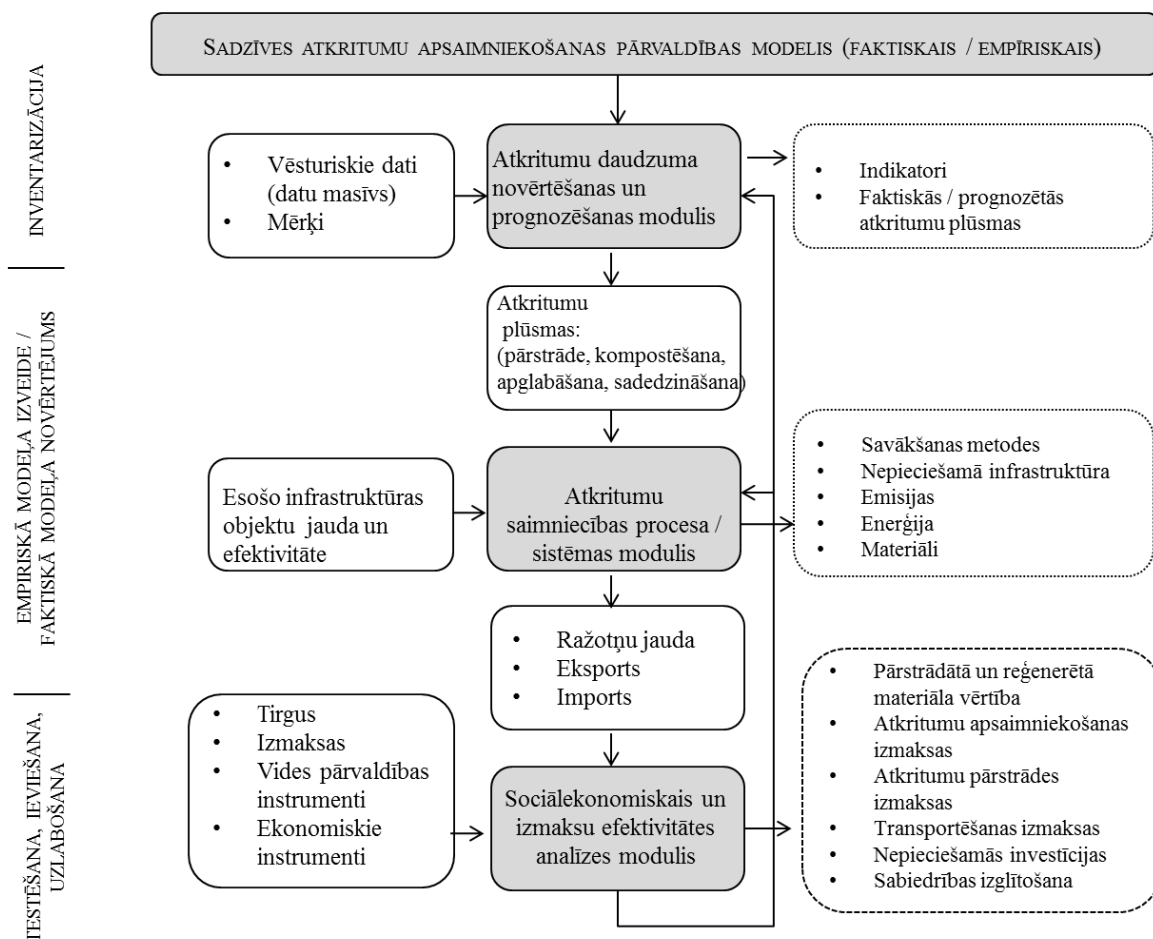 SADZĪVES ATKRITUMU APSAIMNIEKOŠANAS PĀRVALDĪBAS MODELIS (FAKTISKAIS / EMPĪRISKAIS)
INVENTARIZĀCIJA
• Vēsturiskie dati
(datu masīvs)
• Mērķi
Atkritumu daudzuma
novērtēšanas un
prognozēšanas modulis
• Indikatori
• Faktiskās / prognozētās
atkritumu plūsmas
EMPIRISKĀ MODEĻA IZVEIDE /
FAKTISKĀ MODEĻA NOVĒRTĒJUMS
Atkritumu
plūsmas:
(pārstrāde, kompostēšana,
apglabāšana, sadedzināšana)
Esošo infrastruktūras
objektu jauda un
efektivitāte
Atkritumu
saimniecības procesa /
sistēmas modulis
• Savākšanas metodes
• Nepieciešamā infrastruktūra
• Emisijas
• Enerģija
• Materiāli
• Ražotņu jauda
• Eksports
• Imports
TESTĒŠANA, IEVIEŠANA,
UZLABOŠANA
• Tirgus
• Izmaksas
• Vides pārvaldības
instrumenti
• Ekonomiskie
instrumenti
Sociālekonomiskais un
izmaksu efektivitātes
analīzes modulis
• Pārstrādātā un reģenerētā
materiāla vērtība
• Atkritumu apsaimniekošanas
izmaksas
• Atkritumu pārstrādes
izmaksas
• Transportēšanas izmaksas
• Nepieciešamās investīcijas
• Sabiedrības izglītošana